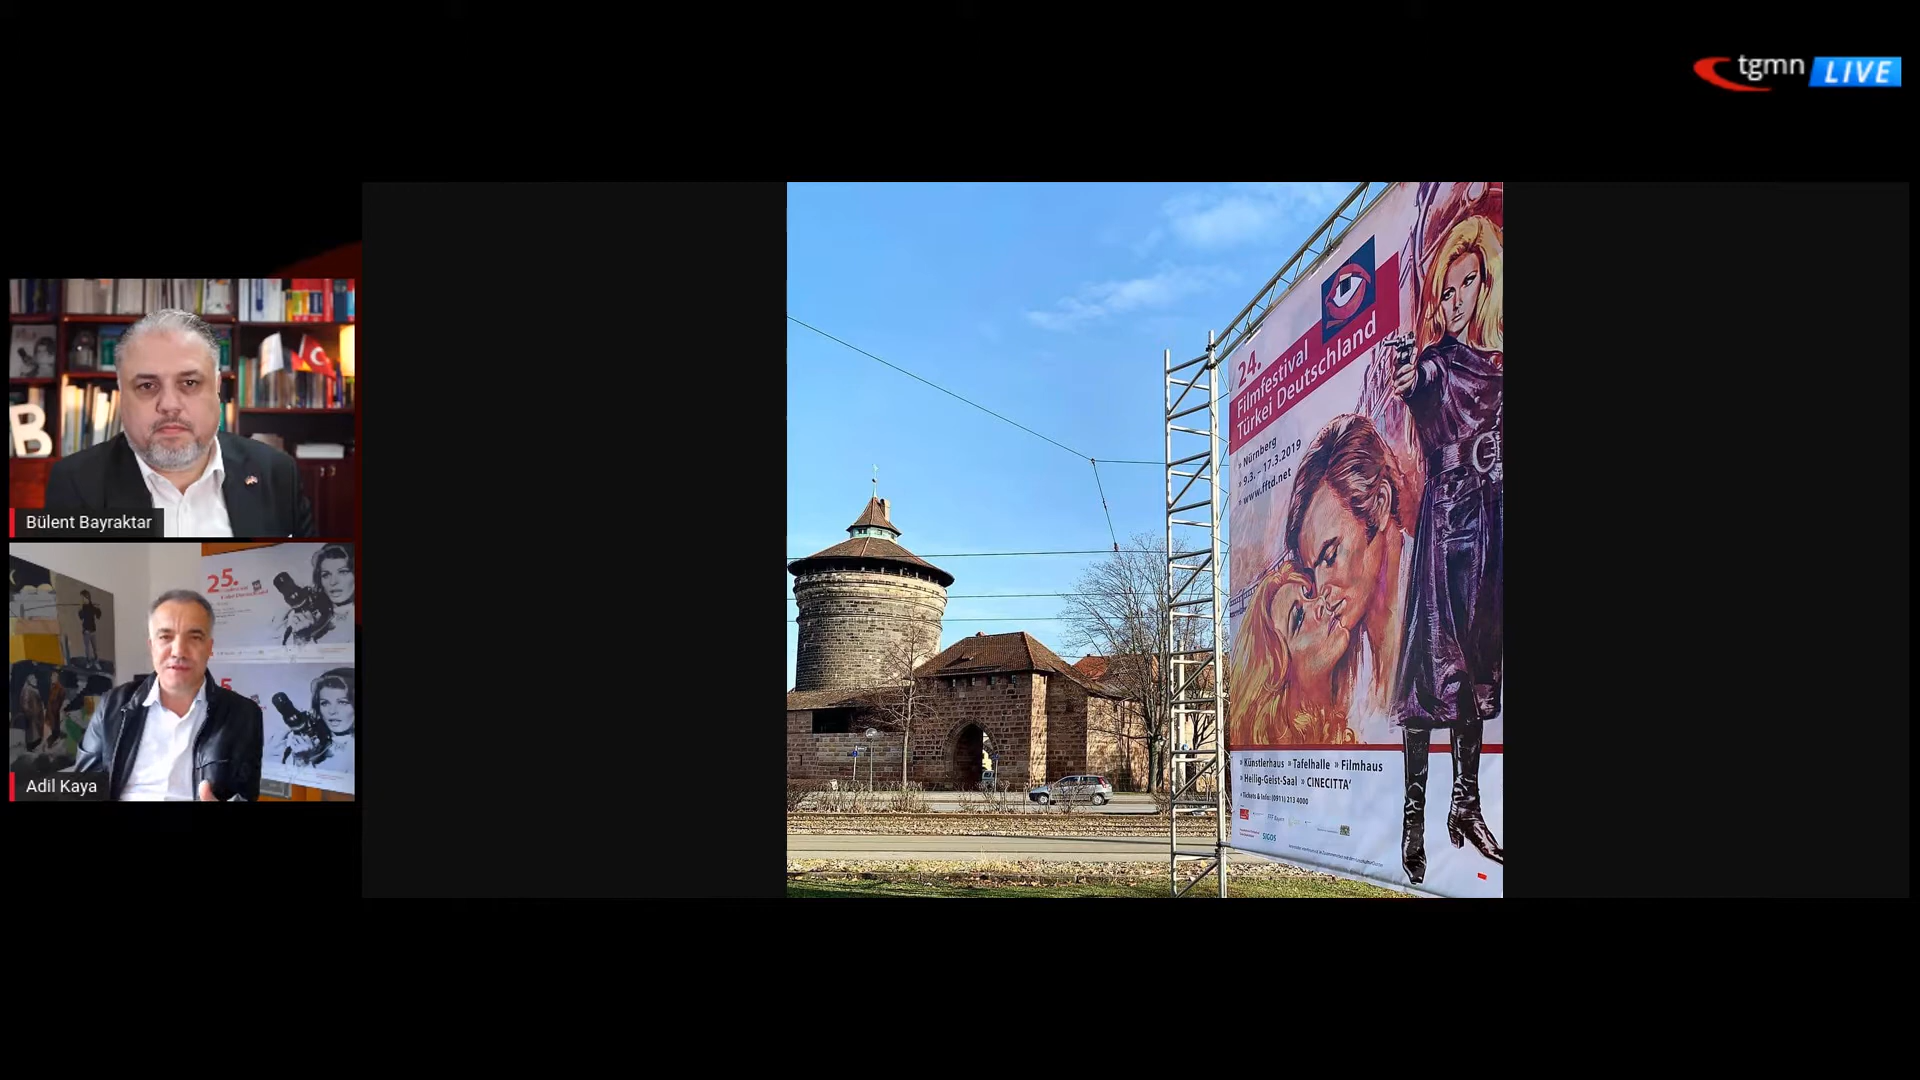 tgmn LIVE
B
Bülent Bayraktar
25.
Adil Kaya
24.
Filmfestival
Türkei Deutschland
» Nürnberg
» 9.3. – 17.3.2019
» www.fftd.net
» Künstlerhaus » Tafelhalle » Filmhaus
» Heilig-Geist-Saal » CINECITTA'
» Tickets & Info: (0911) 213 4000
SIGOS